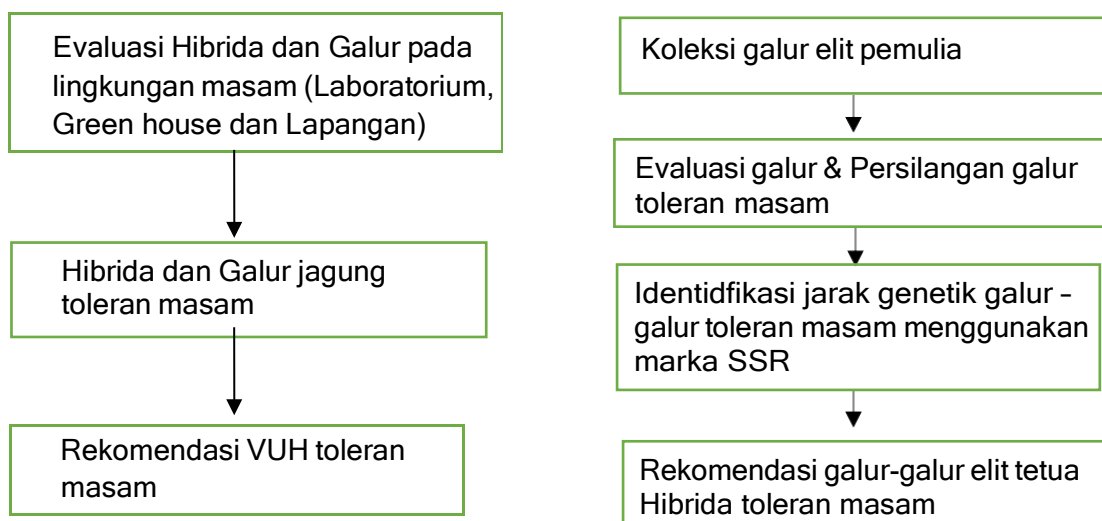 Evaluasi Hibrida dan Galur pada
lingkungan masam (Laboratorium,
Green house dan Lapangan)
Hibrida dan Galur jagung
toleran masam
Rekomendasi VUH toleran
masam
Koleksi galur elit pemulia
Evaluasi galur & Persilangan galur
toleran masam
Identidfikasi jarak genetik galur –
galur toleran masam menggunakan
marka SSR
Rekomendasi galur-galur elit tetua
Hibrida toleran masam